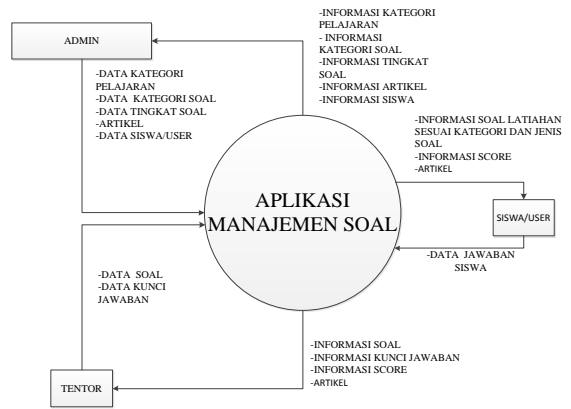 -INFORMASI KATEGORI
PELAJARAN
- INFORMASI
KATEGORI SOAL
-INFORMASI TINGKAT
SOAL
-INFORMASI ARTIKEL
-INFORMASI SISWA
ADMIN
-DATA KATEGORI
PELAJARAN
-DATA  KATEGORI SOAL
-DATA TINGKAT SOAL
-ARTIKEL
-DATA SISWA/USER
-INFORMASI SOAL LATIAHAN
SESUAI KATEGORI DAN JENIS
SOAL
-INFORMASI SCORE
-ARTIKEL
APLIKASI
MANAJEMEN SOAL
SISWA/USER
-DATA  JAWABAN
SISWA
-DATA  SOAL
-DATA KUNCI
JAWABAN
-INFORMASI SOAL
-INFORMASI KUNCI JAWABAN
-INFORMASI SCORE
-ARTIKEL
TENTOR